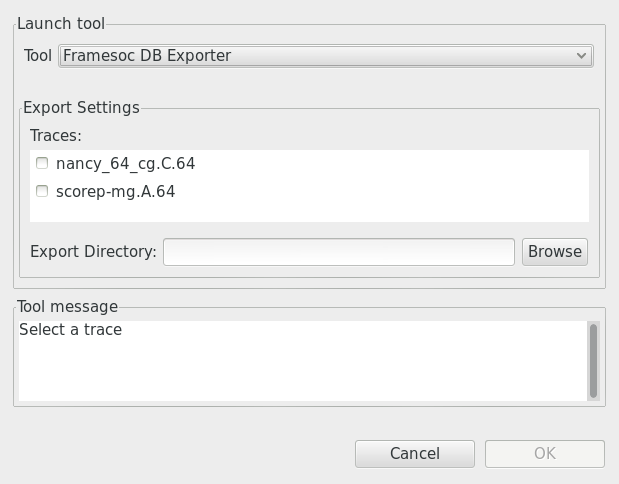 Launch tool
Tool Framesoc DB Exporter
Export Settings
Traces:
nancy_64_cg.C.64
scorep-mg.A.64
Export Directory: Browse
Tool message
Select a trace
Cancel OK